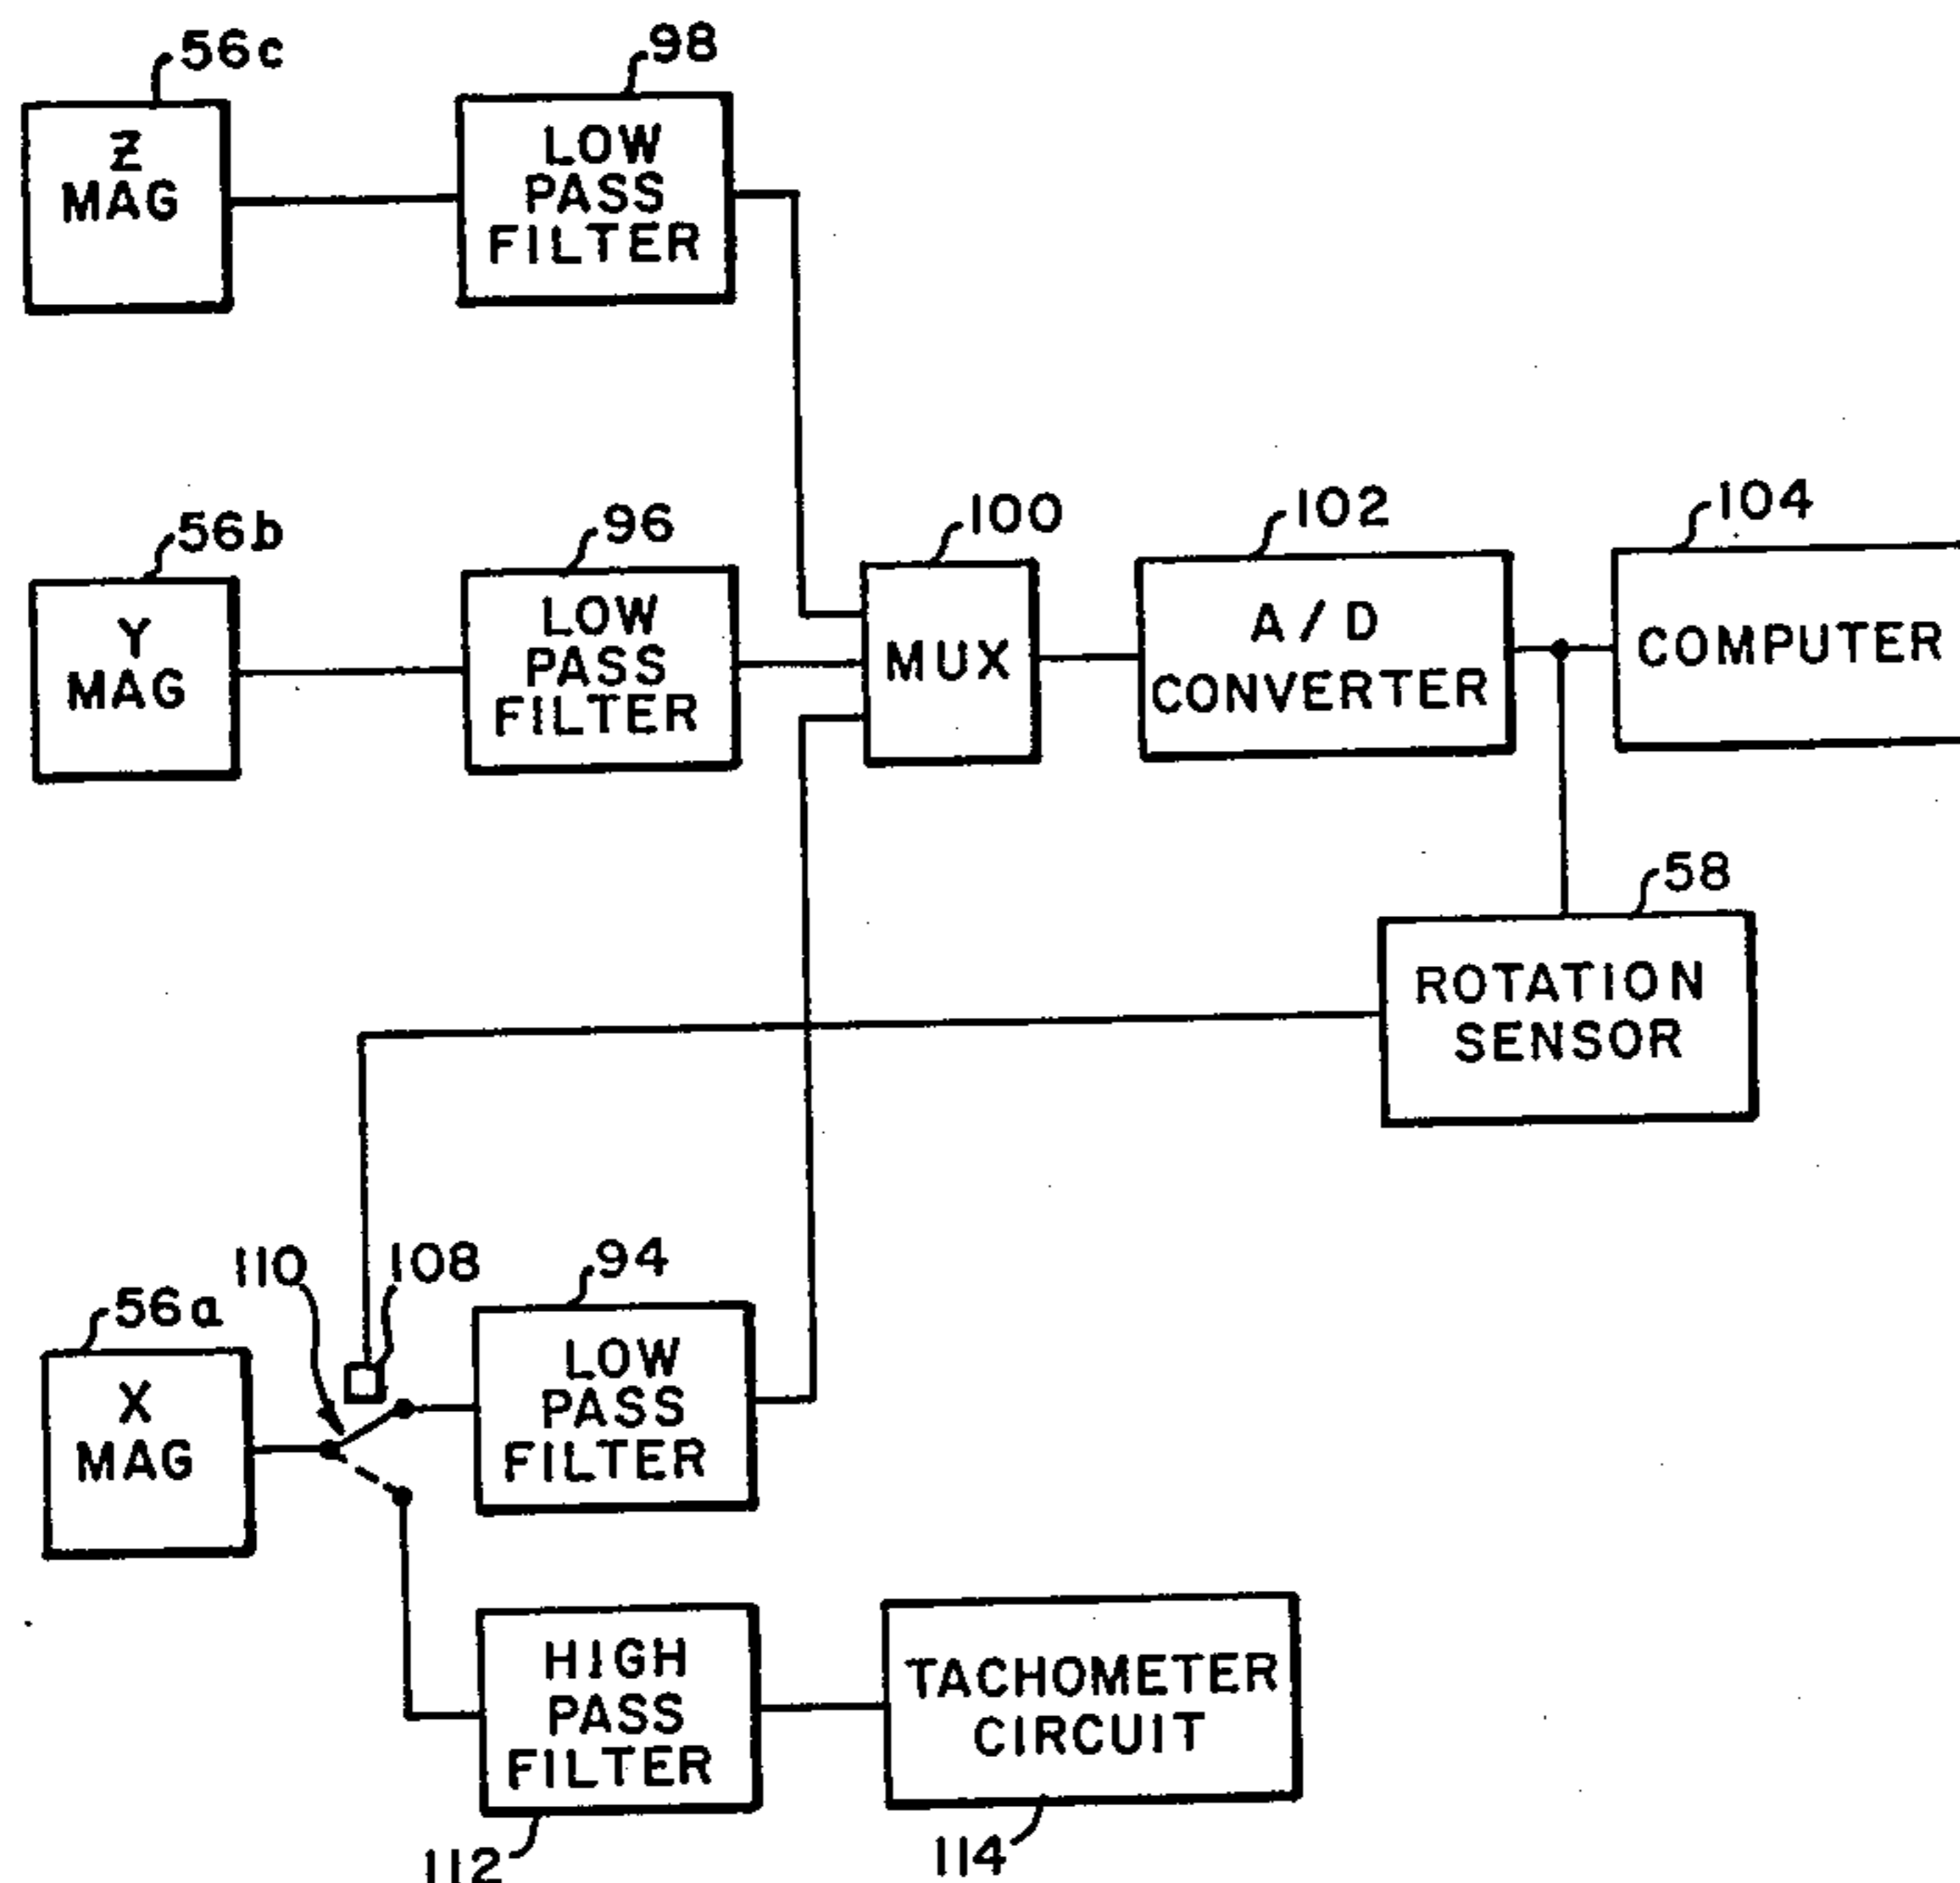 56c
98
Z
MAG
LOW
PASS
FILTER
56b
96
100
102
104
Y
MAG
LOW
PASS
FILTER
MUX
A/D
CONVERTER
COMPUTER
58
ROTATION
SENSOR
56a
110
108
94
X
MAG
LOW
PASS
FILTER
HIGH
PASS
FILTER
TACHOMETER
CIRCUIT
112
114